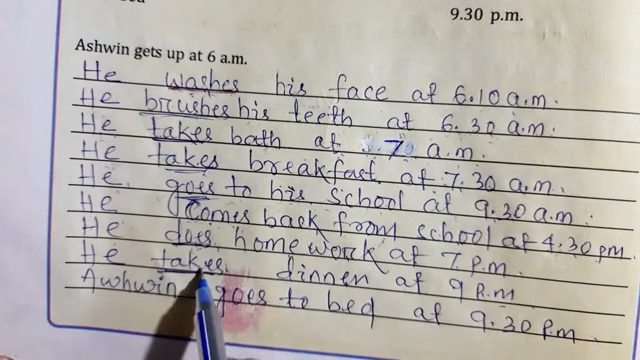 9.30 p.m.
Ashwin gets up at 6 a.m.
He washes his face at 6.10 a.m.
He brushes his teeth at 6.30 a.m.
He takes bath at 7 a.m.
He takes breakfast at 7.30 a.m.
He goes to his school at 9.30 a.m.
He comes back from school at 4.30 pm
He does home work at 7 p.m.
He takes dinner at 9 P.m
Awhwin goes to bed at 9.30 P.m